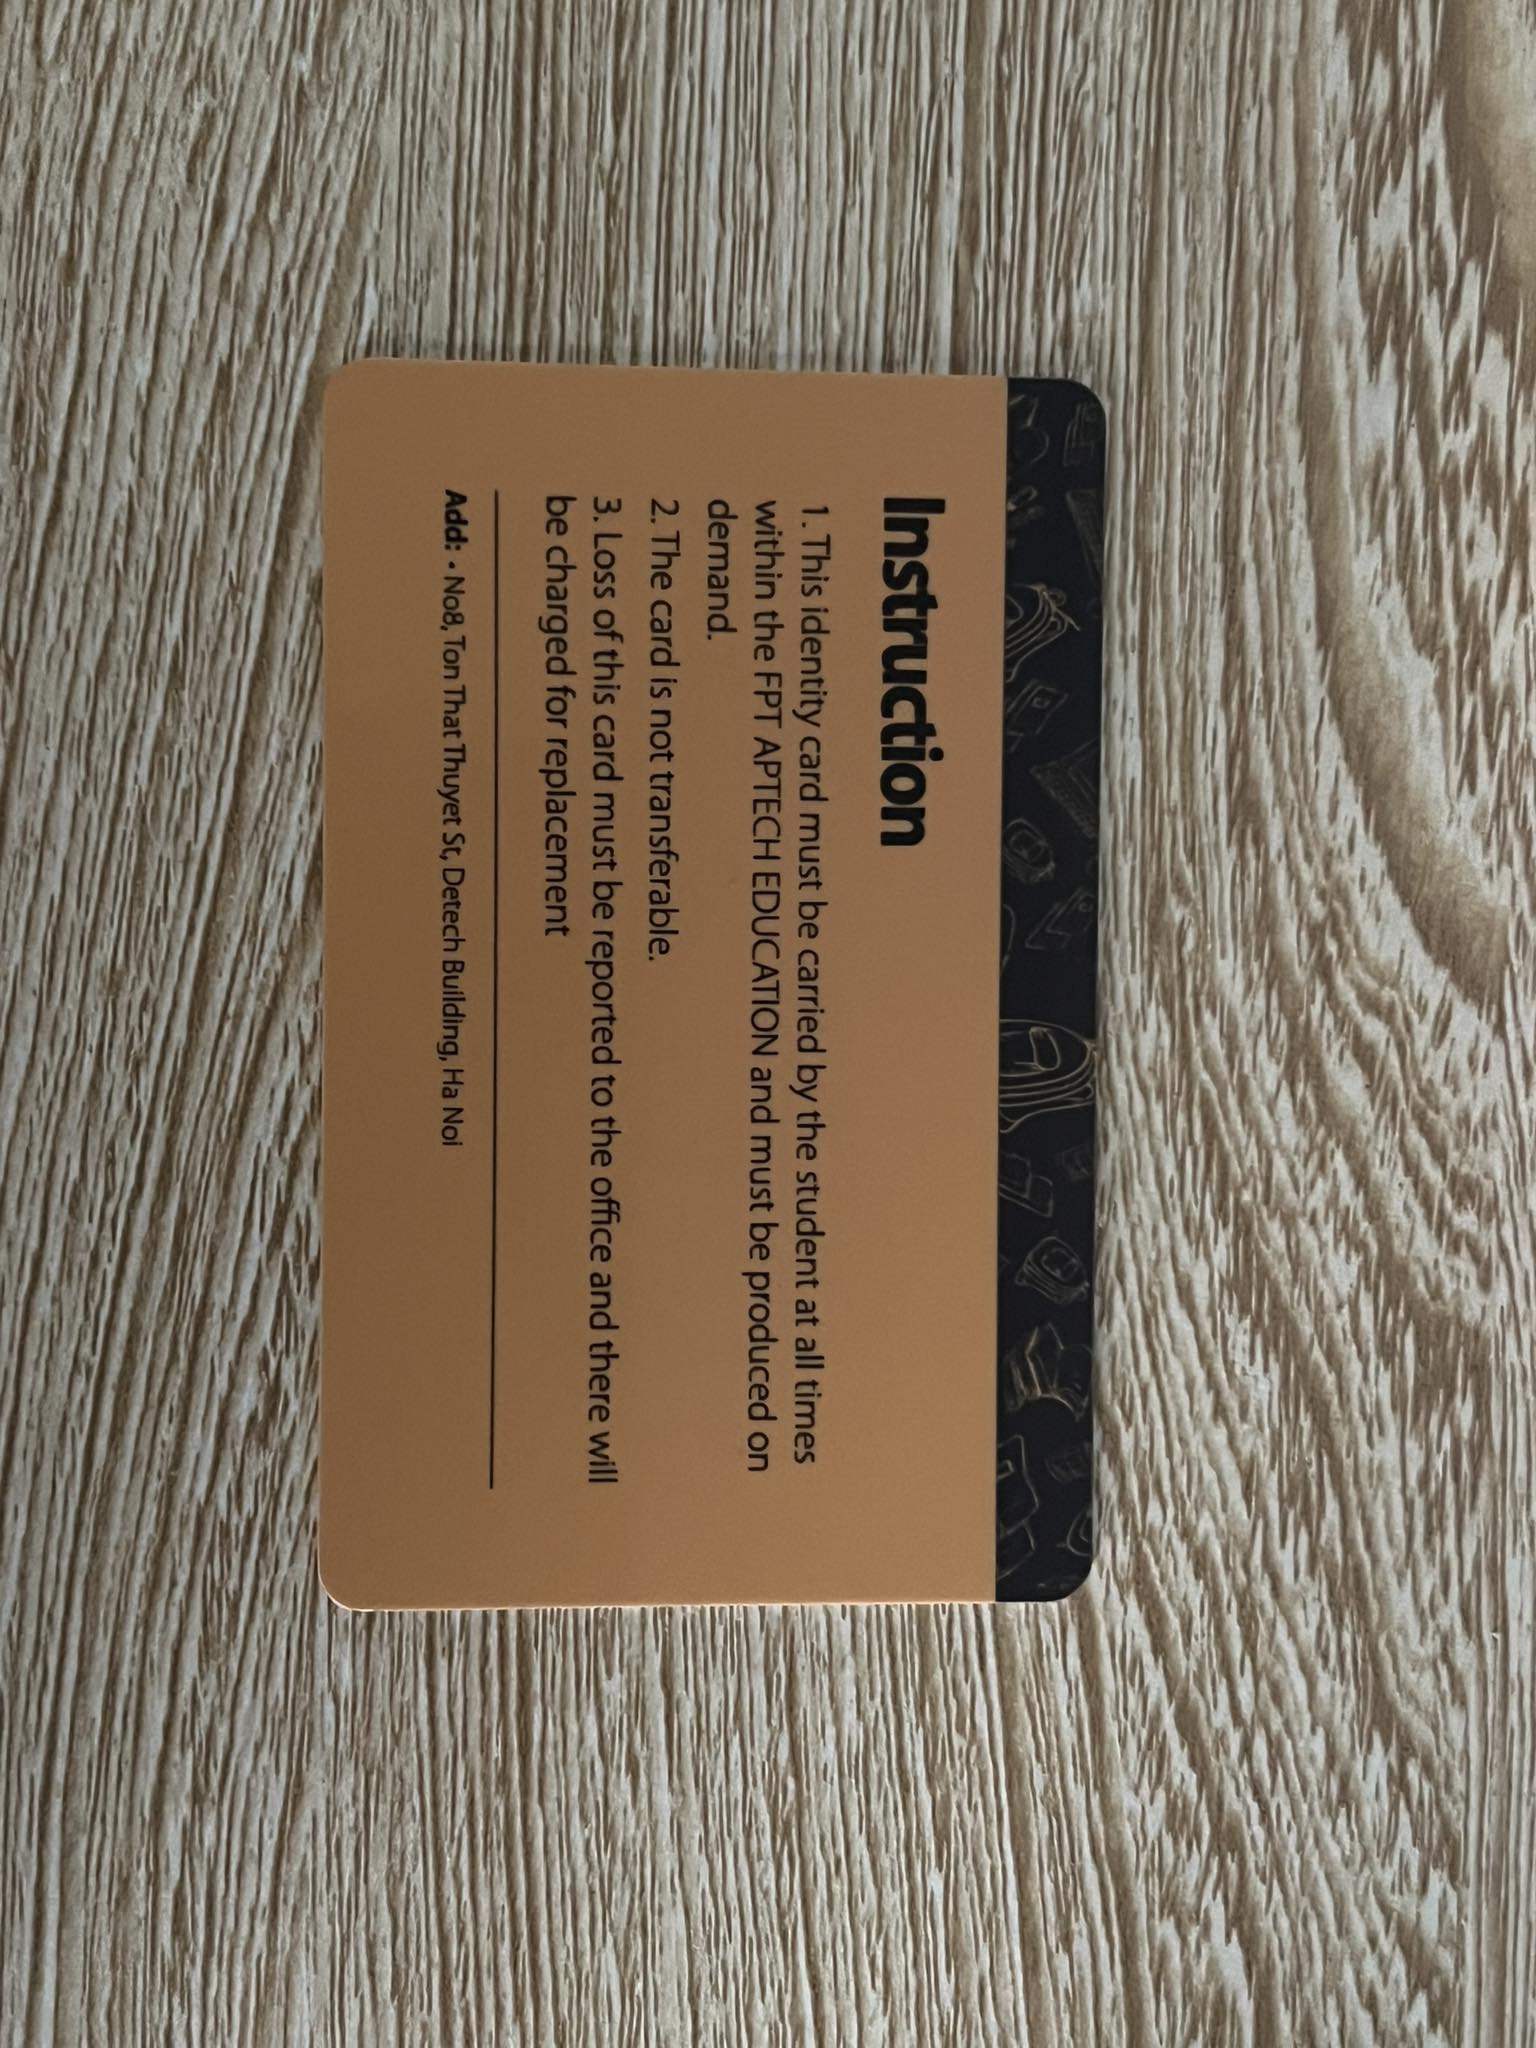 Instruction
1. This identity card must be carried by the student at all times
within the FPT APTECH EDUCATION and must be produced on
demand.
2. The card is not transferable.
3. Loss of this card must be reported to the office and there will
be charged for replacement
Add: • No8, Ton That Thuyet St, Detech Building, Ha Noi